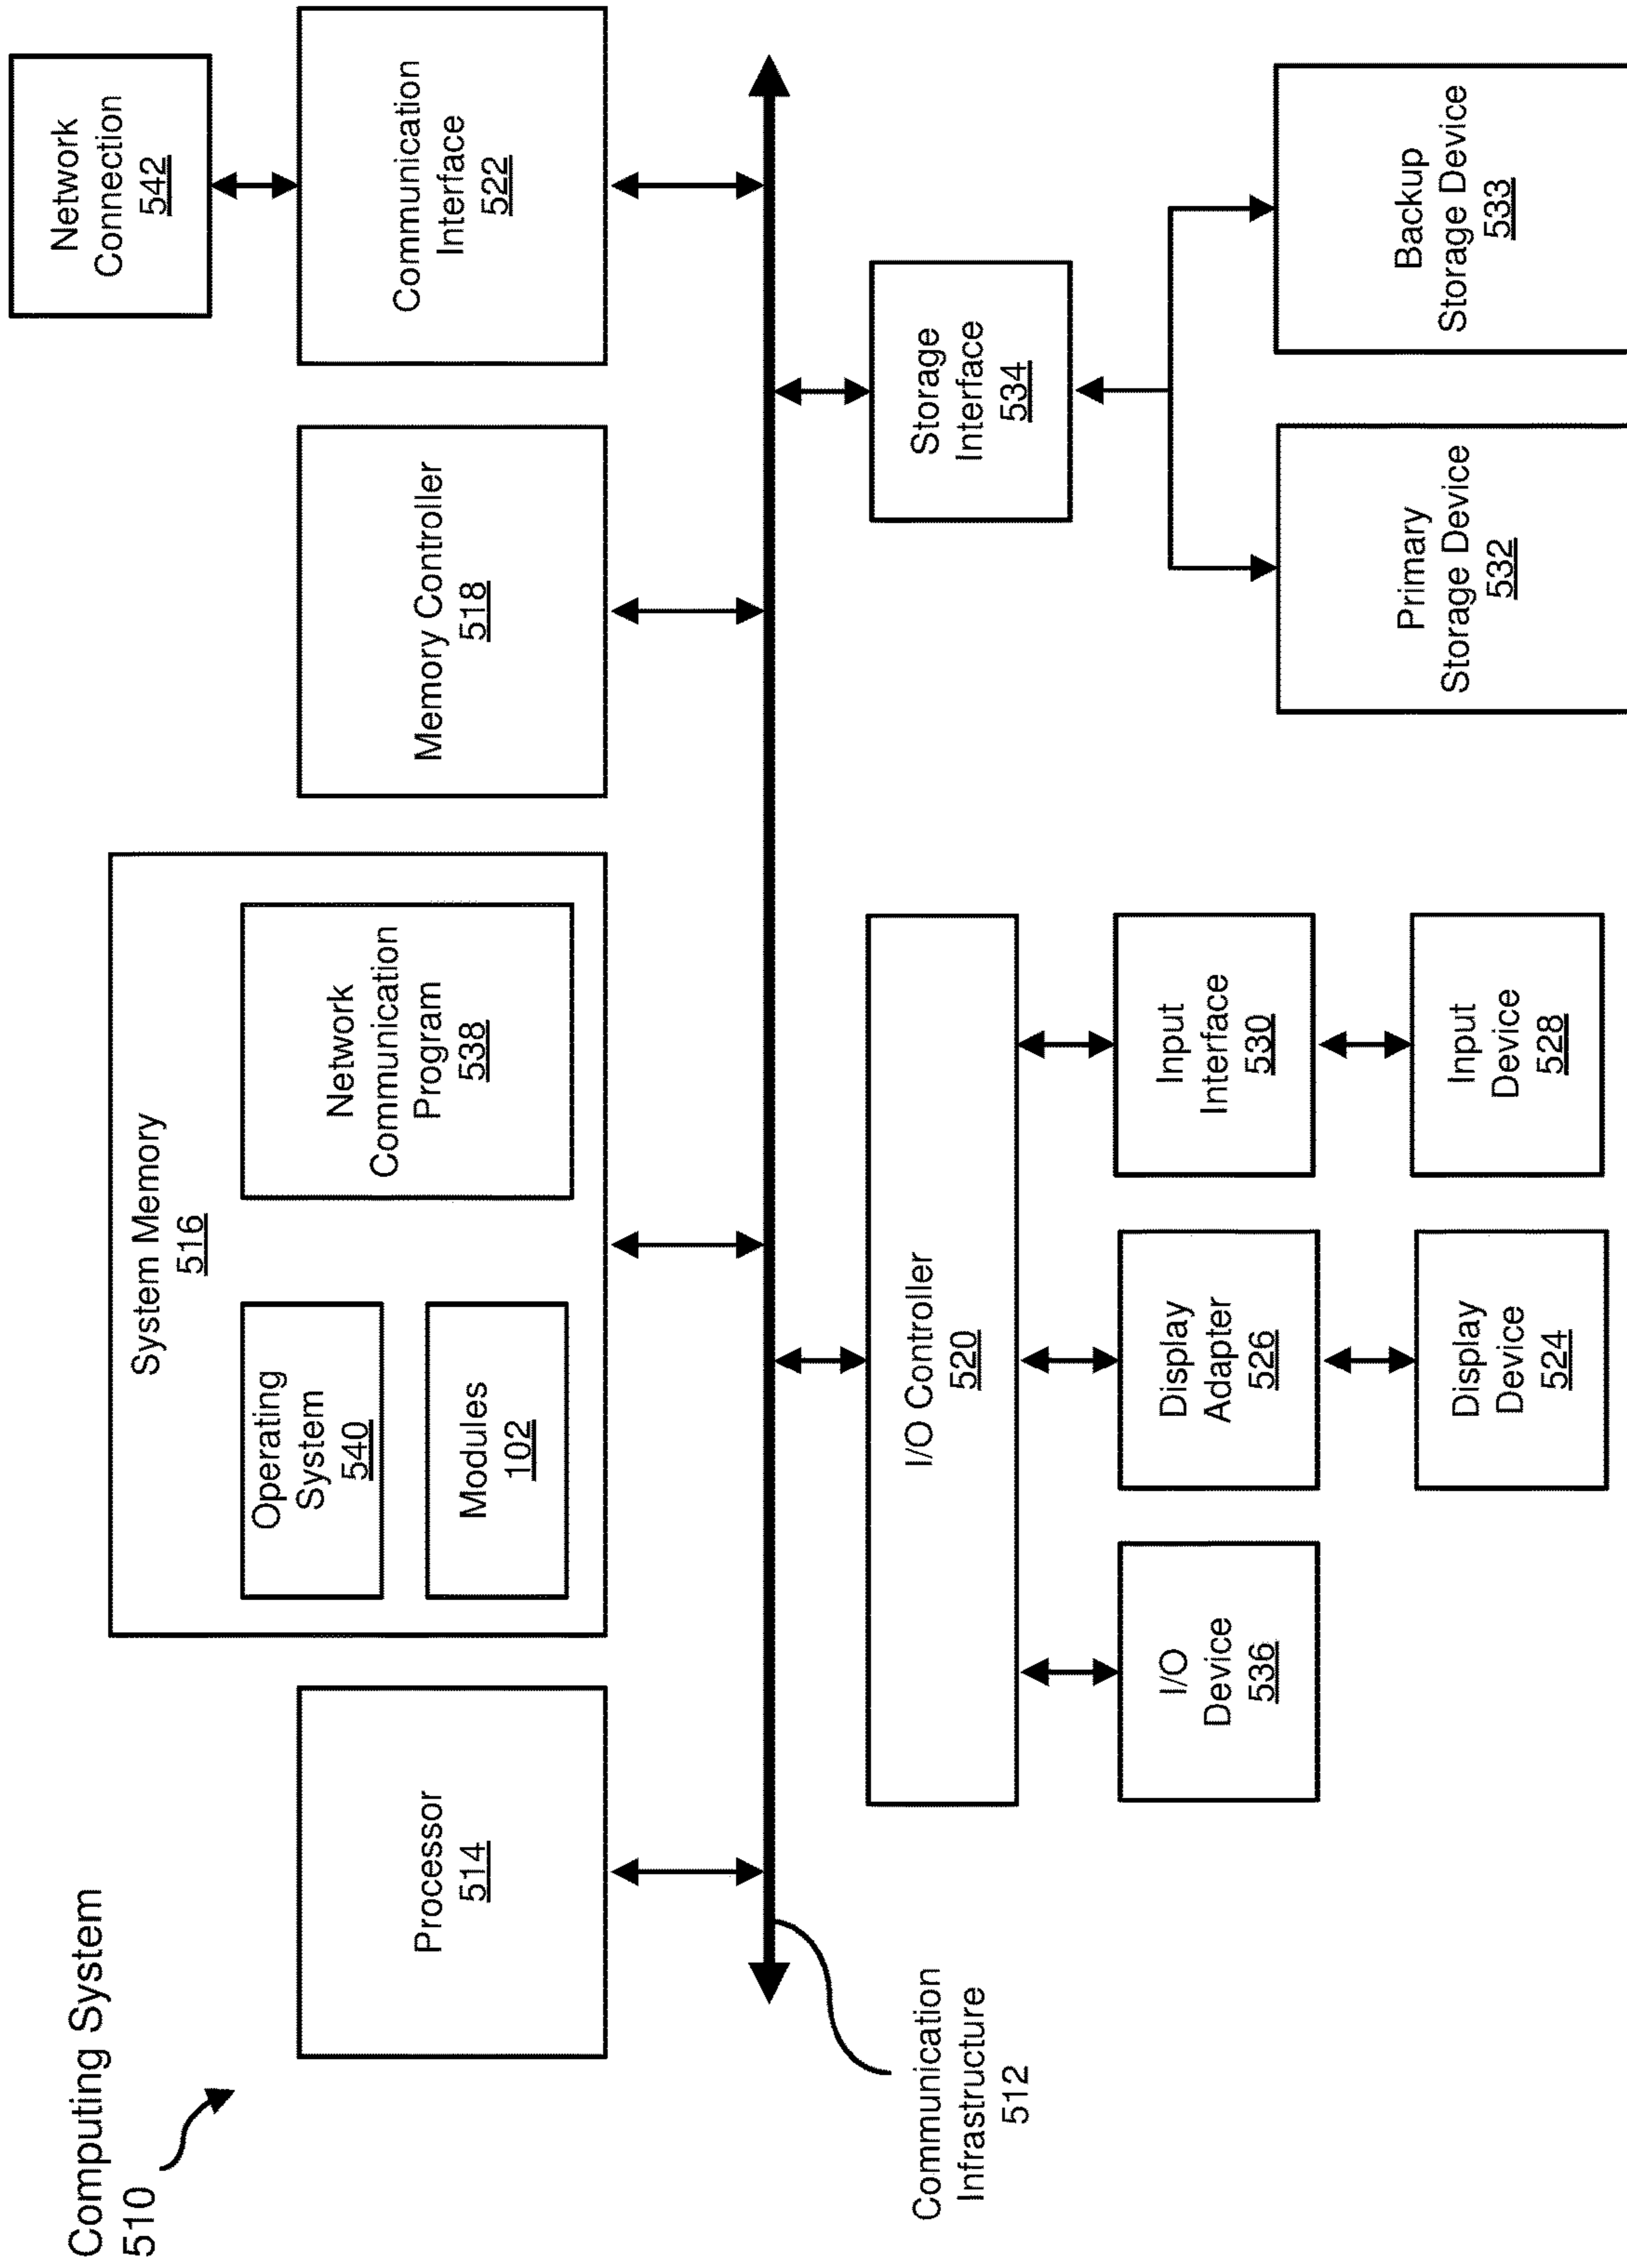 Computing System
510
Processor
514
System Memory
516
Operating
System
540
Modules
102
Network
Communication
Program
538
Memory Controller
518
Network
Connection
542
Communication
Interface
522
Communication
Infrastructure
512
I/O Controller
520
I/O
Device
536
Display
Adapter
526
Input
Interface
530
Display
Device
524
Input
Device
528
Storage
Interface
534
Primary
Storage Device
532
Backup
Storage Device
533